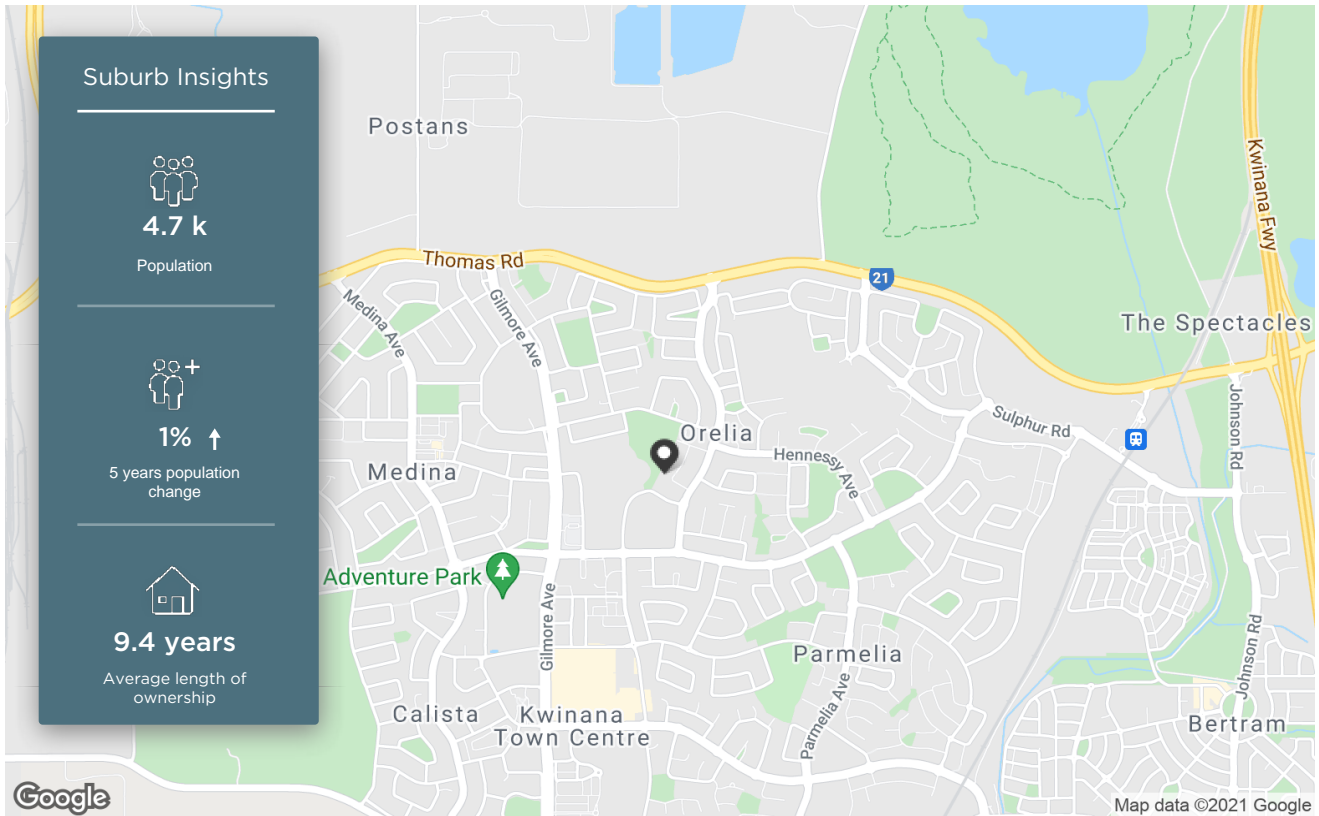 Suburb Insights
4.7 k
Population
1%
5 years population
change
9.4 years
Average length of
ownership
Postans
Thomas Rd
21
Kwinana Fwy
The Spectacles
Medina Ave
Gilmore Ave
Johnson Rd
Sulphur Rd
Orelia
Hennessy Ave
Medina
Adventure Park
Gilmore Ave
Parmelia
Parmelia Ave
Johnson Rd
Calista
Kwinana
Town Centre
Bertram
Google
Map data ©2021 Google